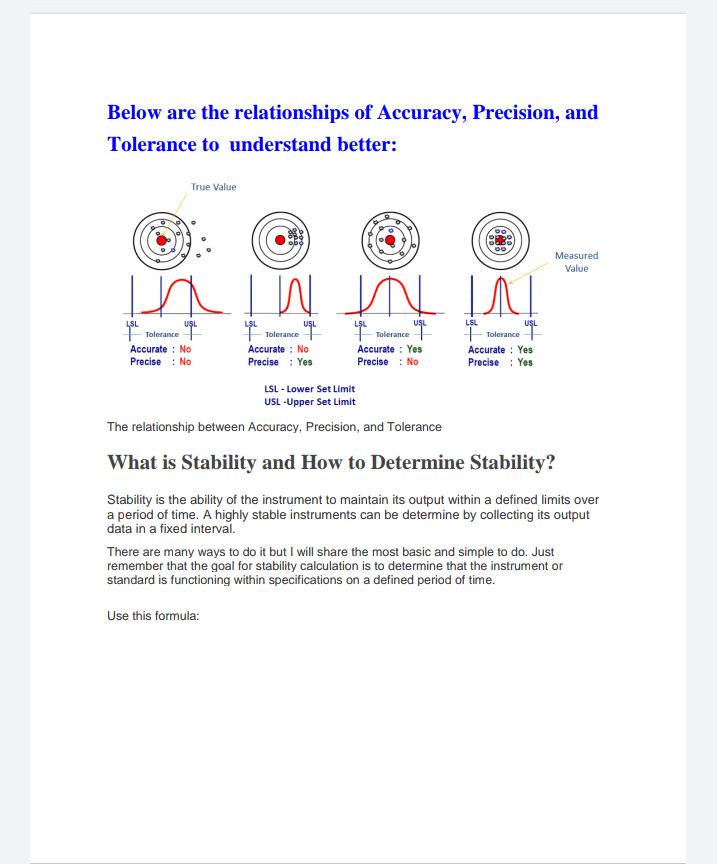 Below are the relationships of Accuracy, Precision, and
Tolerance to  understand better:
True Value
Measured
Value
LSL USL LSL USL LSL USL LSL USL
Tolerance Tolerance Tolerance Tolerance
Accurate : No Accurate : No Accurate : Yes Accurate : Yes
Precise : No Precise : Yes Precise : No Precise : Yes
LSL - Lower Set Limit
USL -Upper Set Limit
The relationship between Accuracy, Precision, and Tolerance
What is Stability and How to Determine Stability?
Stability is the ability of the instrument to maintain its output within a defined limits over
a period of time. A highly stable instruments can be determine by collecting its output
data in a fixed interval.
There are many ways to do it but I will share the most basic and simple to do. Just
remember that the goal for stability calculation is to determine that the instrument or
standard is functioning within specifications on a defined period of time.
Use this formula: